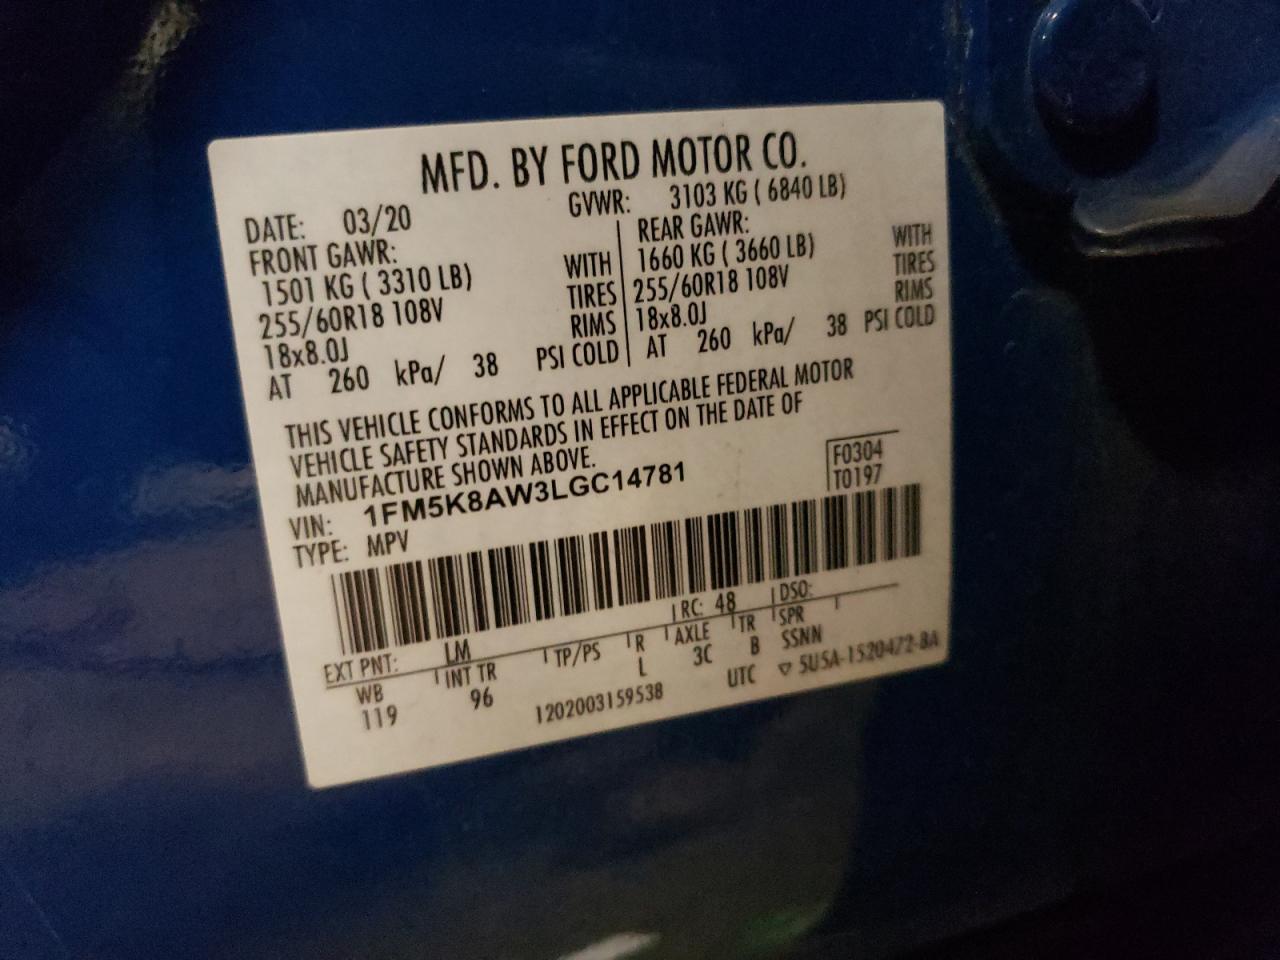 MFD. BY FORD MOTOR CO.
DATE: 03/20 GVWR: 3103 KG ( 6840 LB)
FRONT GAWR: REAR GAWR:
1501 KG ( 3310 LB) WITH 1660 KG ( 3660 LB) WITH
255/60R18 108V TIRES 255/60R18 108V TIRES
18x8.0J RIMS 18x8.0J RIMS
AT 260 kPa/ 38 PSI COLD AT 260 kPa/ 38 PSI COLD
THIS VEHICLE CONFORMS TO ALL APPLICABLE FEDERAL MOTOR
VEHICLE SAFETY STANDARDS IN EFFECT ON THE DATE OF
MANUFACTURE SHOWN ABOVE.
F0304
VIN: 1FM5K8AW3LGC14781
T0197
TYPE: MPV
EXT PNT: LM RC: 48 DSO:
WB INT TR TP/PS R AXLE TR SPR
119 96 L 3C B SSNN
1202003159538 UTC ▽ 5U5A-1520472-BA